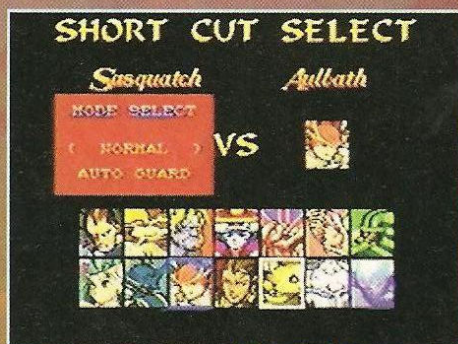 SHORT CUT SELECT
Sasquatch Aulbath
MODE SELECT
( NORMAL ) VS
AUTO GUARD